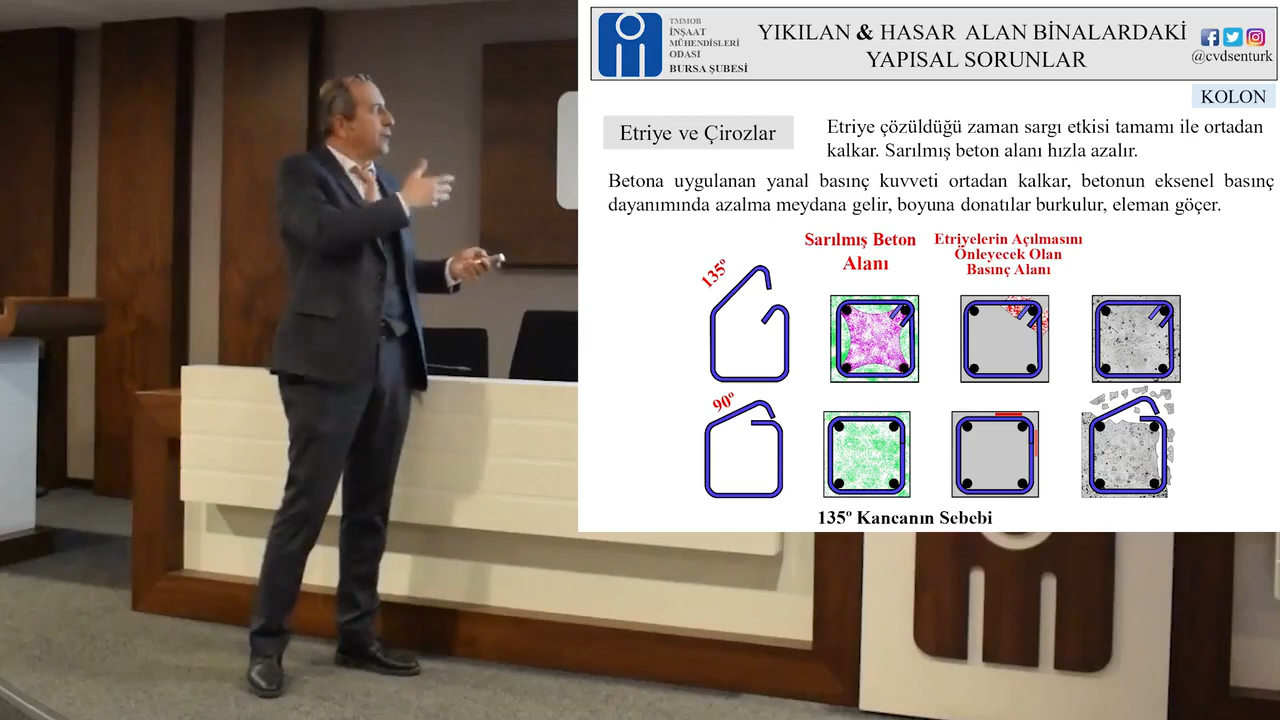 TMMOB
İNŞAAT
MÜHENDİSLERİ
ODASI
BURSA ŞUBESİ
YIKILAN & HASAR ALAN BİNALARDAKİ
YAPISAL SORUNLAR
@cvdsenturk
KOLON
Etriye ve Çirozlar
Etriye çözüldüğü zaman sargı etkisi tamamı ile ortadan
kalkar. Sarılmış beton alanı hızla azalır.
Betona uygulanan yanal basınç kuvveti ortadan kalkar, betonun eksenel basınç
dayanımında azalma meydana gelir, boyuna donatılar burkulur, eleman göçer.
Sarılmış Beton
Alanı
Etriyelerin Açılmasını
Önleyecek Olan
Basınç Alanı
135º
90º
135º Kancanın Sebebi